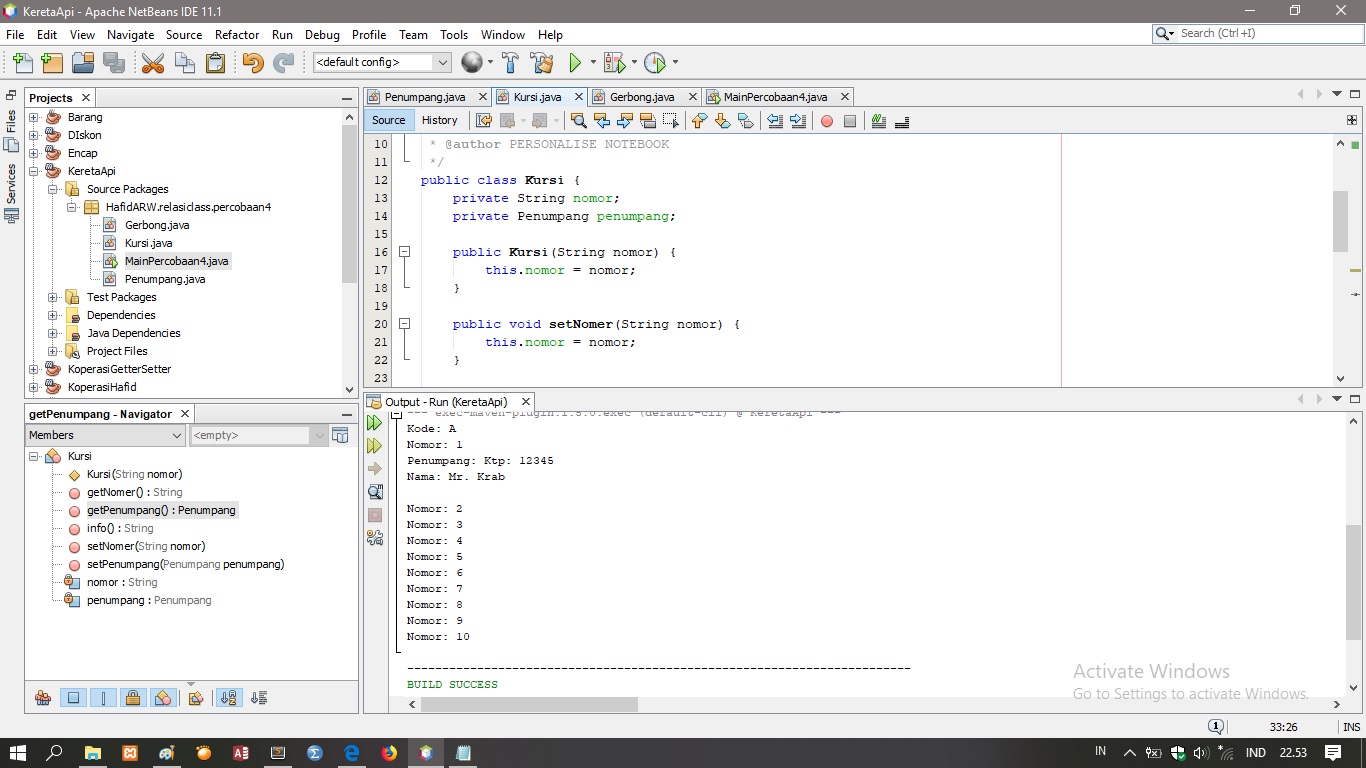 KeretaApi - Apache NetBeans IDE 11.1
File Edit View Navigate Source Refactor Run Debug Profile Team Tools Window Help
Search (Ctrl+I)
<default config>
Files
Services
Projects
Barang
DIskon
Encap
KeretaApi
Source Packages
HafidARW.relasiclass.percobaan4
Gerbong.java
Kursi.java
MainPercobaan4.java
Penumpang.java
Test Packages
Dependencies
Java Dependencies
Project Files
KoperasiGetterSetter
KoperasiHafid
getPenumpang - Navigator
Members
<empty>
Kursi
Kursi(String nomor)
getNomer() : String
getPenumpang() : Penumpang
info() : String
setNomer(String nomor)
setPenumpang(Penumpang penumpang)
nomor : String
penumpang : Penumpang
Penumpang.java Kursi.java Gerbong.java MainPercobaan4.java
Source History
10 * @author PERSONALISE NOTEBOOK
11 */
12 public class Kursi {
13 private String nomor;
14 private Penumpang penumpang;
15
16 public Kursi(String nomor) {
17 this.nomor = nomor;
18 }
19
20 public void setNomer(String nomor) {
21 this.nomor = nomor;
22 }
23
Output - Run (KeretaApi)
--- exec-maven-plugin:1.5.0:exec (default-cli) @ KeretaApi ---
Kode: A
Nomor: 1
Penumpang: Ktp: 12345
Nama: Mr. Krab
Nomor: 2
Nomor: 3
Nomor: 4
Nomor: 5
Nomor: 6
Nomor: 7
Nomor: 8
Nomor: 9
Nomor: 10
------------------------------------------------------------------------
BUILD SUCCESS
Activate Windows
Go to Settings to activate Windows.
1
33:26
INS
IN
IND
22.53